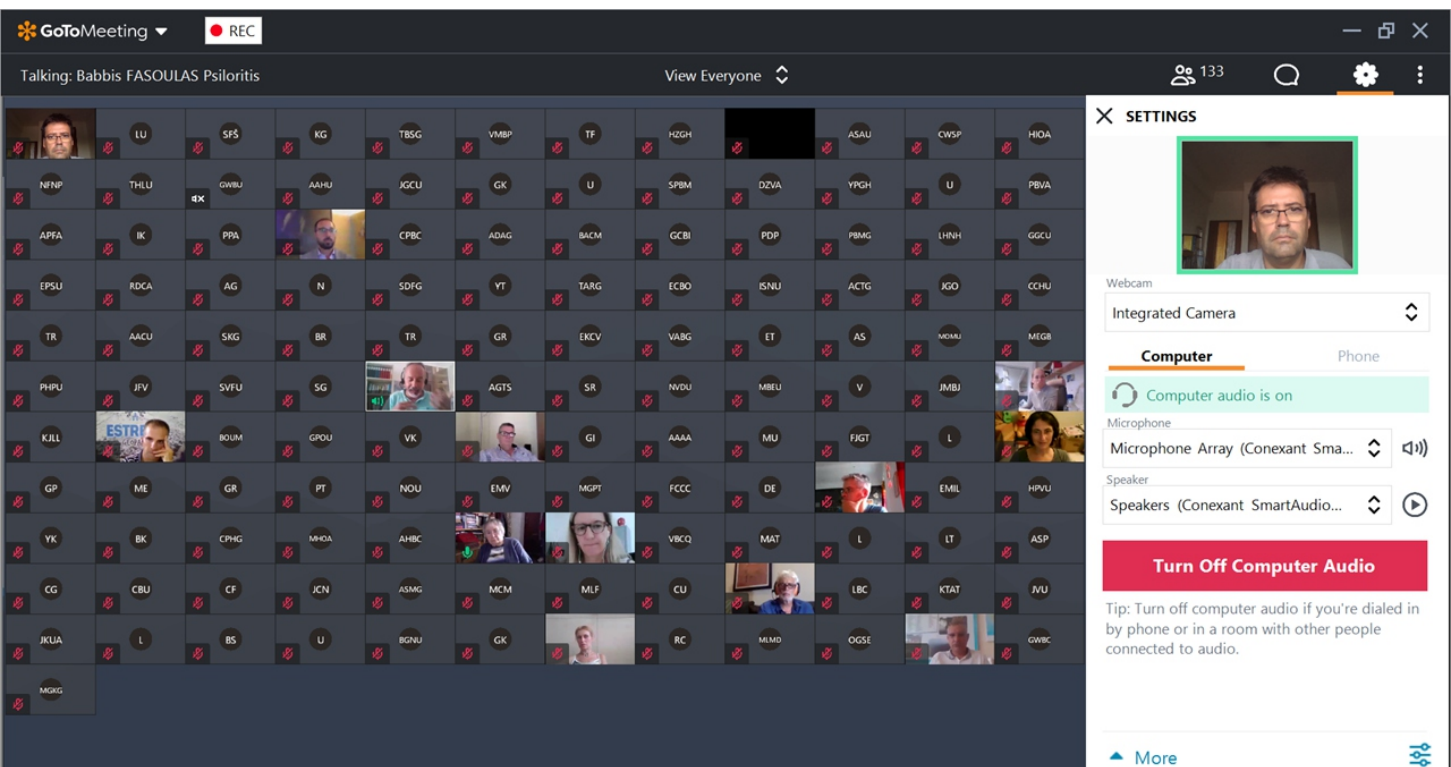 GoToMeeting
REC
Talking: Babbis FASOULAS Psiloritis
View Everyone
133
LU SFŠ KG TBSG VMBP TF HZGH ASAU CWSP HIOA
NFNP THLU GWBU AAHU JGCU GK U SPBM DZVA YPGH U PBVA
APFA IK PPA CPBC ADAG BACM GCBI PDP PBMG LHNH GGCU
EPSU RDCA AG N SDFG YT TARG ECBO ISNU ACTG JGO CCHU
TR AACU SKG BR TR GR EKCV VABG ET AS MOMU MEGB
PHPU JFV SVFU SG AGTS SR NVDU MBEU V JMBJ
KJLL ESTRE BOUM GPOU VK GI AAAA MU FJGT L
GP ME GR PT NOU EMV MGPT FCCC DE EMIL HPVU
YK BK CPHG MHOA AHBC VBCQ MAT L LT ASP
CG CBU CF JCN ASMG MCM MLF CU LBC KTAT JVU
JKUA L BS U BGNU GK RC MLMD OGSE GWBC
MGKG
SETTINGS
Webcam
Integrated Camera
Computer Phone
Computer audio is on
Microphone
Microphone Array (Conexant Sma...
Speaker
Speakers (Conexant SmartAudio...
Turn Off Computer Audio
Tip: Turn off computer audio if you're dialed in
by phone or in a room with other people
connected to audio.
More